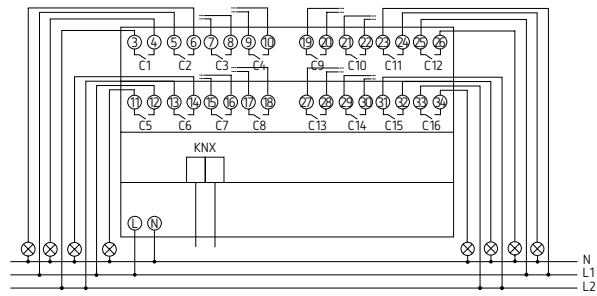 3 4 5 6 7 8 9 10 19 20 21 22 23 24 25 26
C1 C2 C3 C4 C9 C10 C11 C12
11 12 13 14 15 16 17 18 27 28 29 30 31 32 33 34
C5 C6 C7 C8 C13 C14 C15 C16
KNX
L N
N
L1
L2